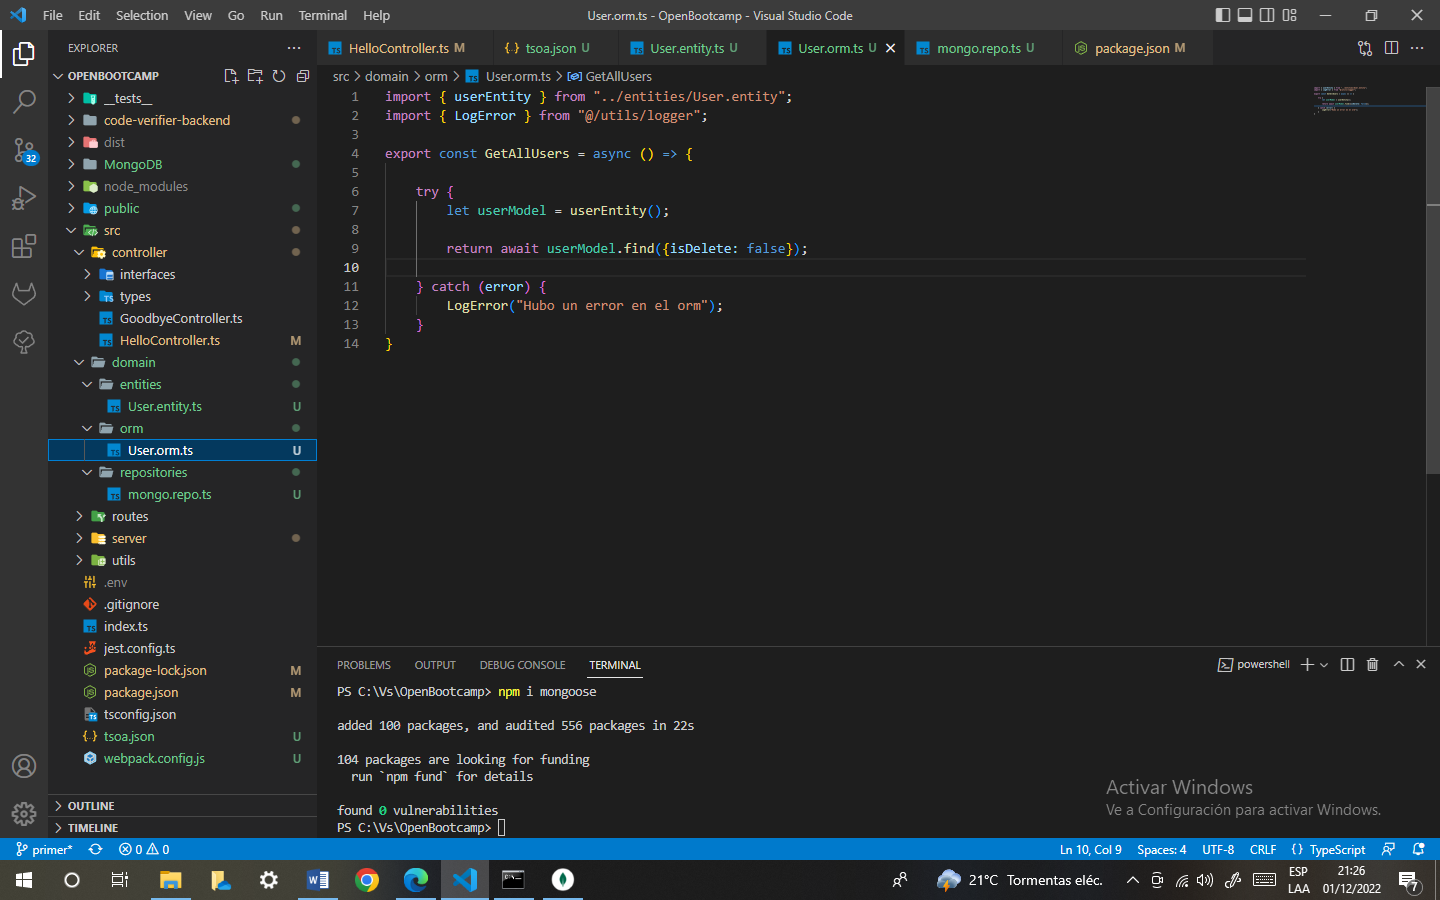 File Edit Selection View Go Run Terminal Help
User.orm.ts - OpenBootcamp - Visual Studio Code
EXPLORER
HelloController.ts M
tsoa.json U
User.entity.ts U
User.orm.ts U
mongo.repo.ts U
package.json M
OPENBOOTCAMP
__tests__
code-verifier-backend
dist
MongoDB
node_modules
public
src
controller
interfaces
types
GoodbyeController.ts
HelloController.ts M
domain
entities
User.entity.ts U
orm
User.orm.ts U
repositories
mongo.repo.ts U
routes
server
utils
.env
.gitignore
index.ts
jest.config.ts
package-lock.json M
package.json M
tsconfig.json
tsoa.json U
webpack.config.js U
OUTLINE
TIMELINE
32
src > domain > orm > User.orm.ts > GetAllUsers
1 import { userEntity } from "../entities/User.entity";
2 import { LogError } from "@/utils/logger";
3
4 export const GetAllUsers = async () => {
5
6 try {
7 let userModel = userEntity();
8
9 return await userModel.find({isDelete: false});
10
11 } catch (error) {
12 LogError("Hubo un error en el orm");
13 }
14 }
PROBLEMS OUTPUT DEBUG CONSOLE TERMINAL
powershell
PS C:\Vs\OpenBootcamp> npm i mongoose
added 100 packages, and audited 556 packages in 22s
104 packages are looking for funding
run `npm fund` for details
found 0 vulnerabilities
PS C:\Vs\OpenBootcamp>
Activar Windows
Ve a Configuración para activar Windows.
primer* 0 0
Ln 10, Col 9 Spaces: 4 UTF-8 CRLF {} TypeScript
21°C Tormentas eléc.
ESP
LAA
21:26
01/12/2022
7